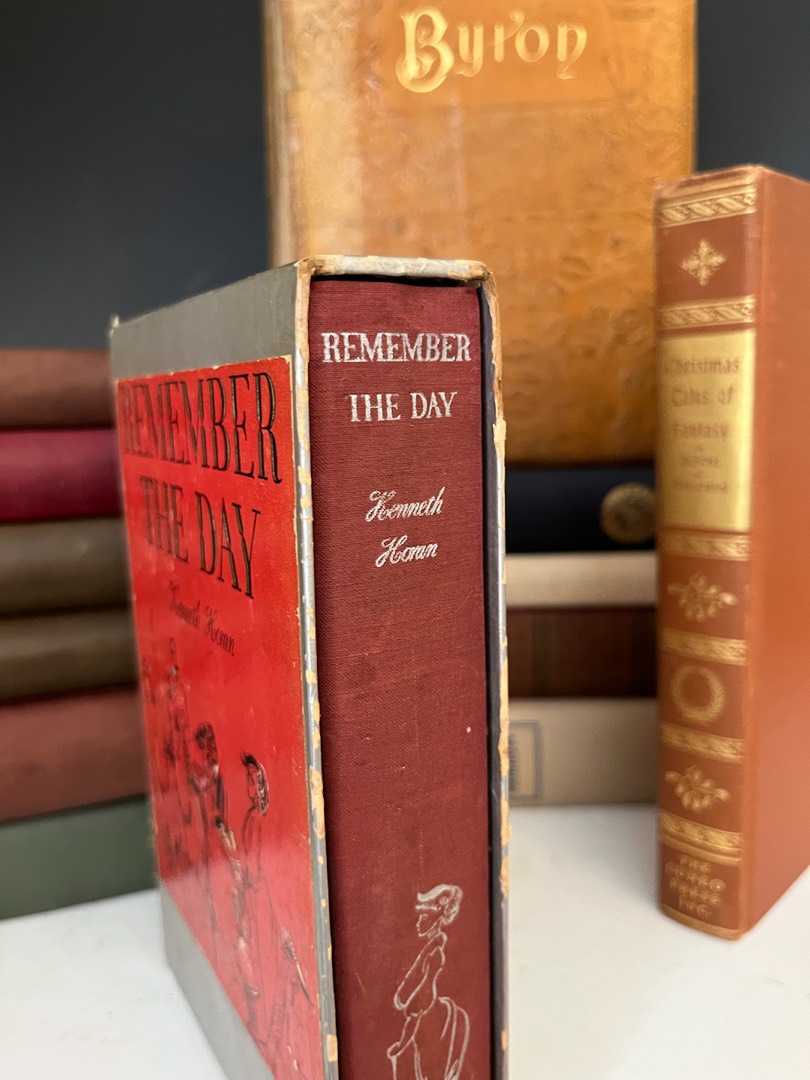 Byron
REMEMBER
THE DAY
Kenneth
Horan
REMEMBER
THE DAY
Kenneth Horan
Christmas
Tales of
Fantasy